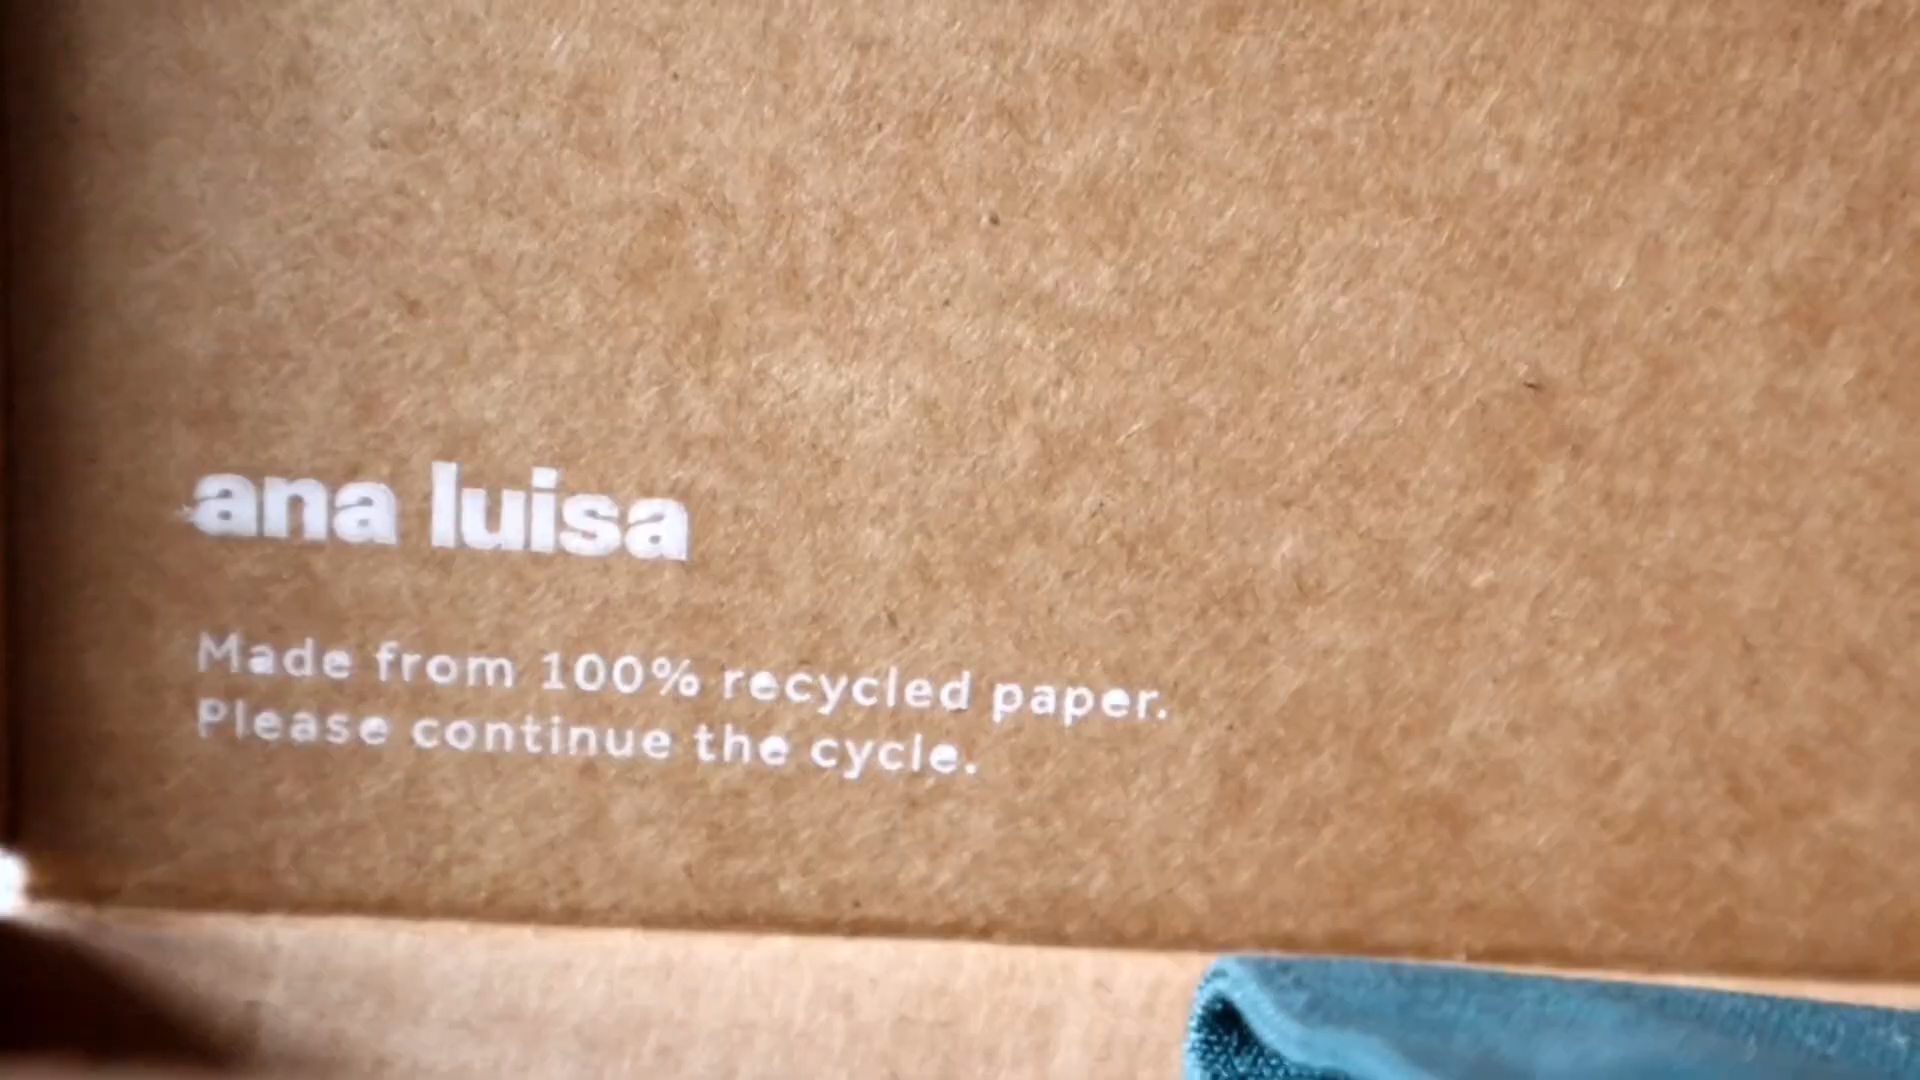 ana luisa
Made from 100% recycled paper.
Please continue the cycle.